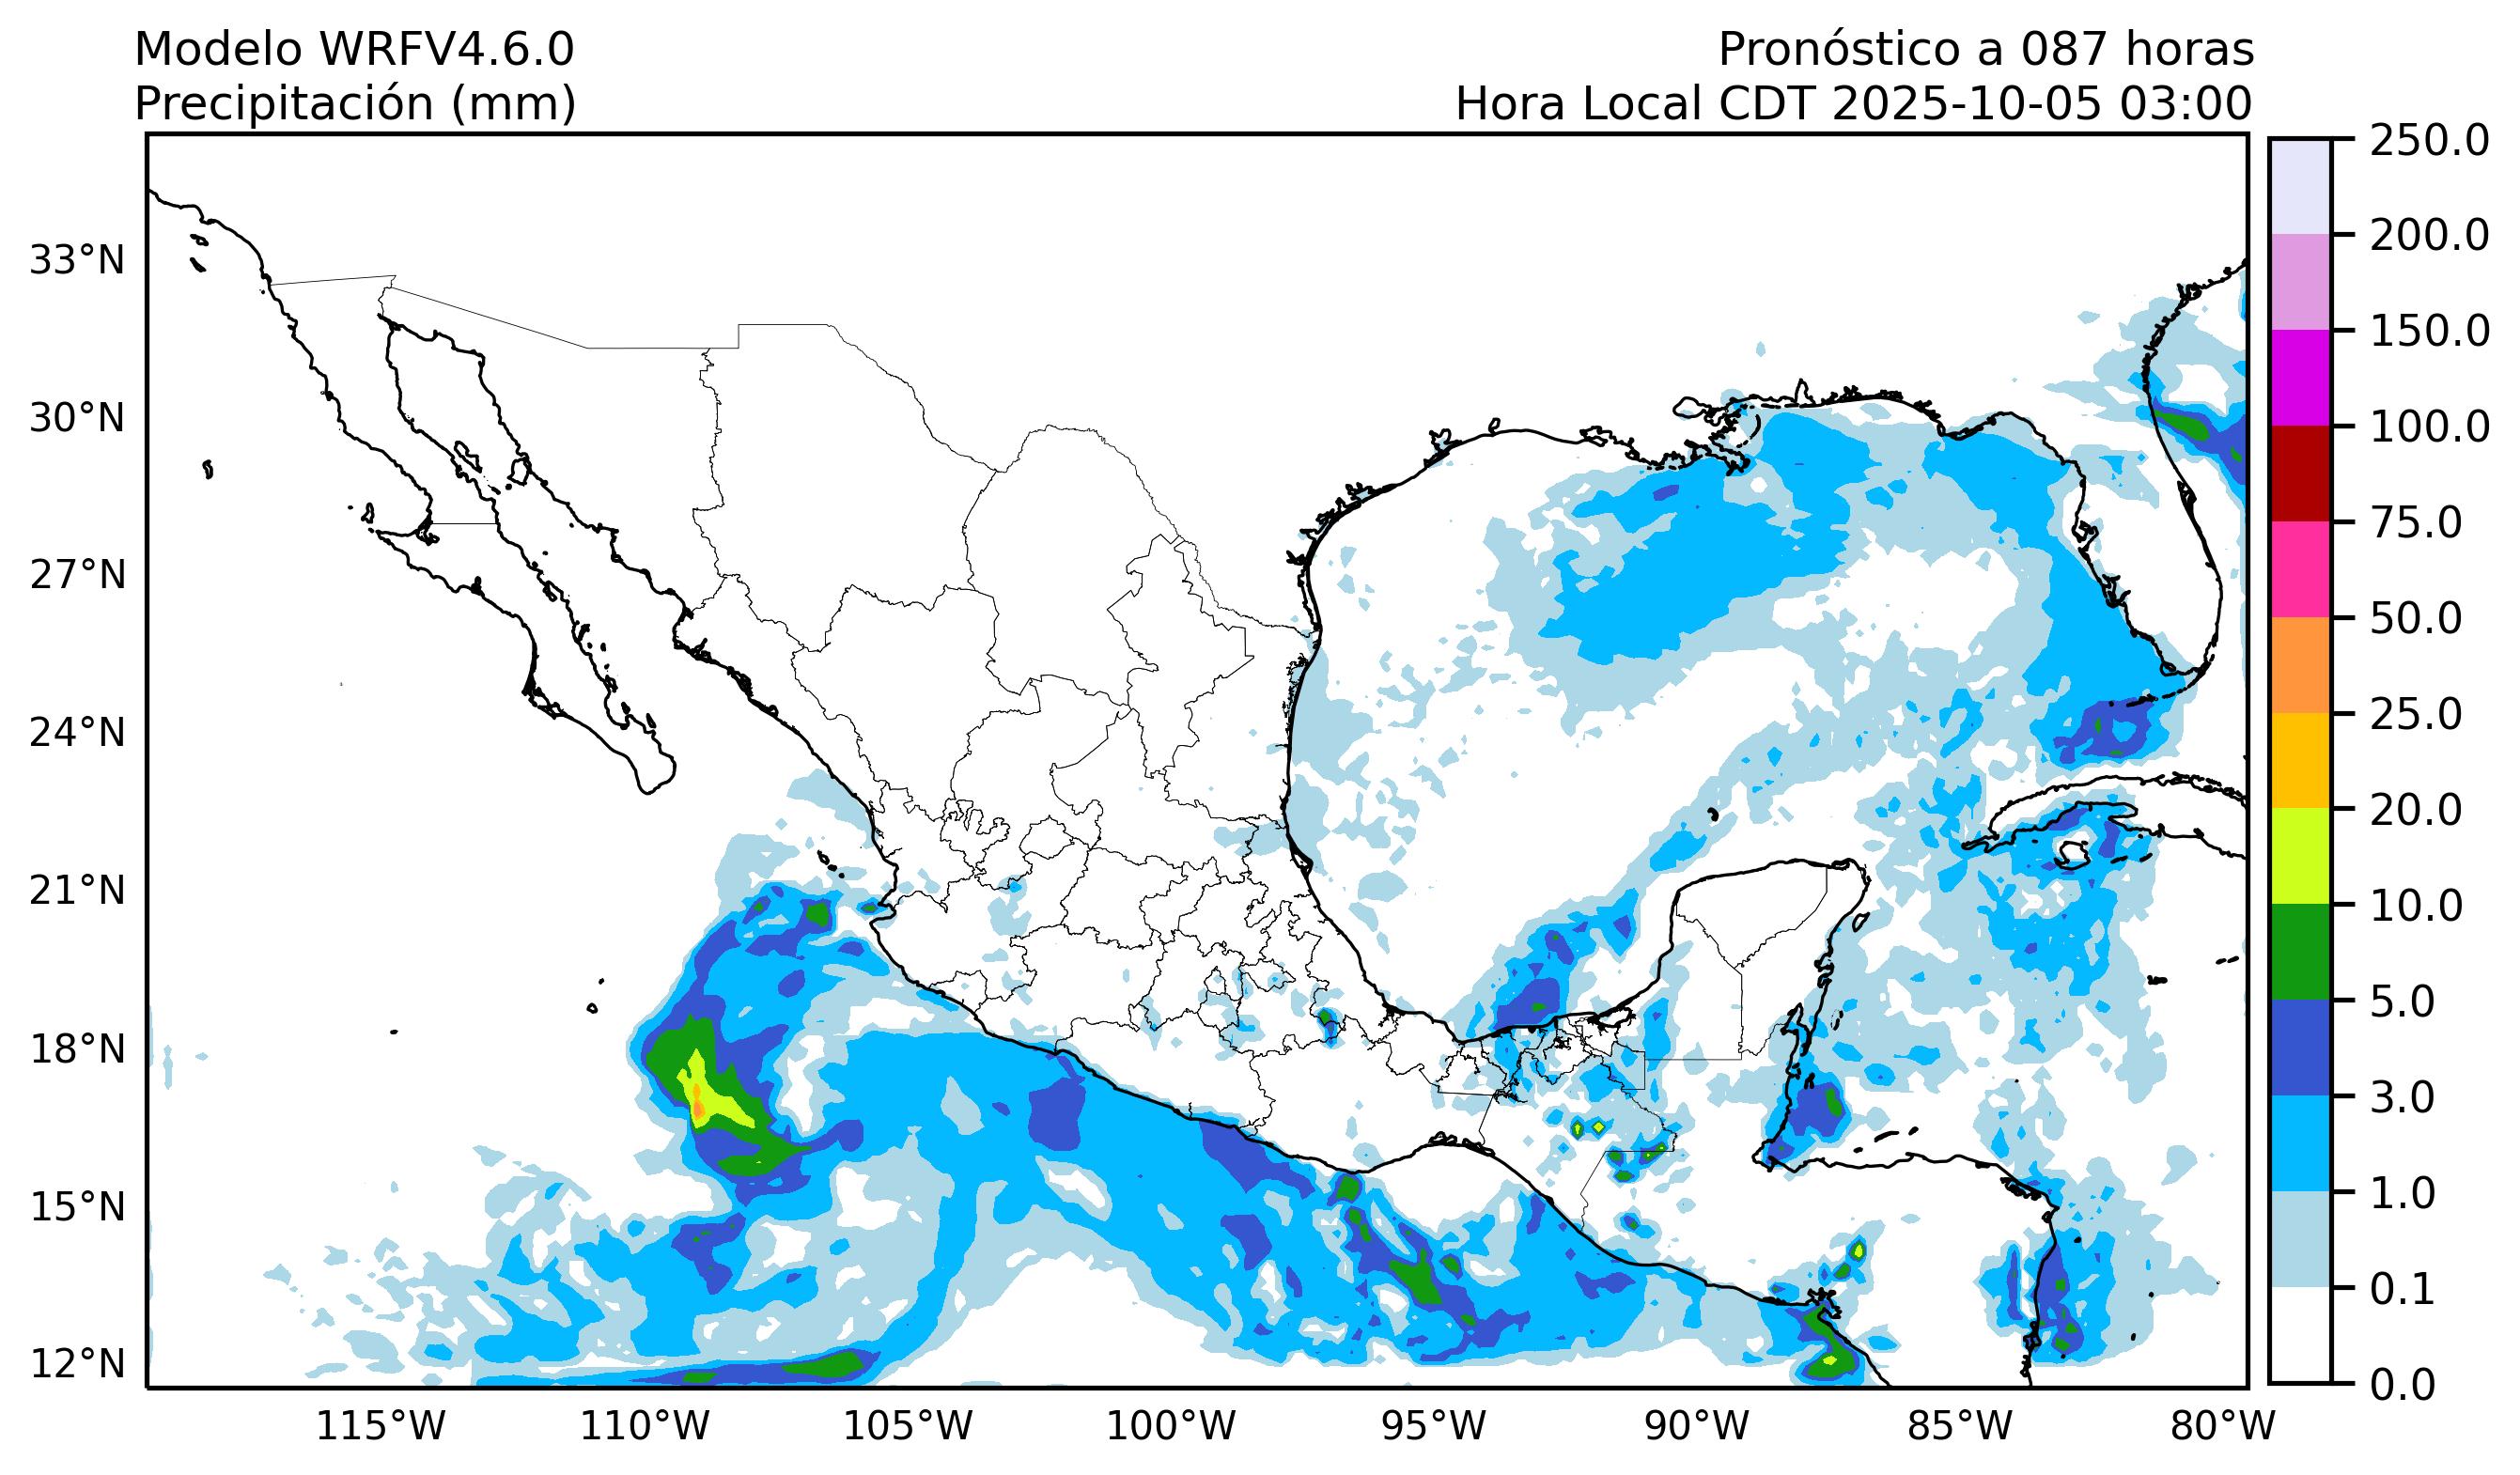 Modelo WRFV4.6.0
Pronóstico a 087 horas
Precipitación (mm)
Hora Local CDT 2025-10-05 03:00
33°N
30°N
27°N
24°N
21°N
18°N
15°N
12°N
115°W
110°W
105°W
100°W
95°W
90°W
85°W
80°W
250.0
200.0
150.0
100.0
75.0
50.0
25.0
20.0
10.0
5.0
3.0
1.0
0.1
0.0